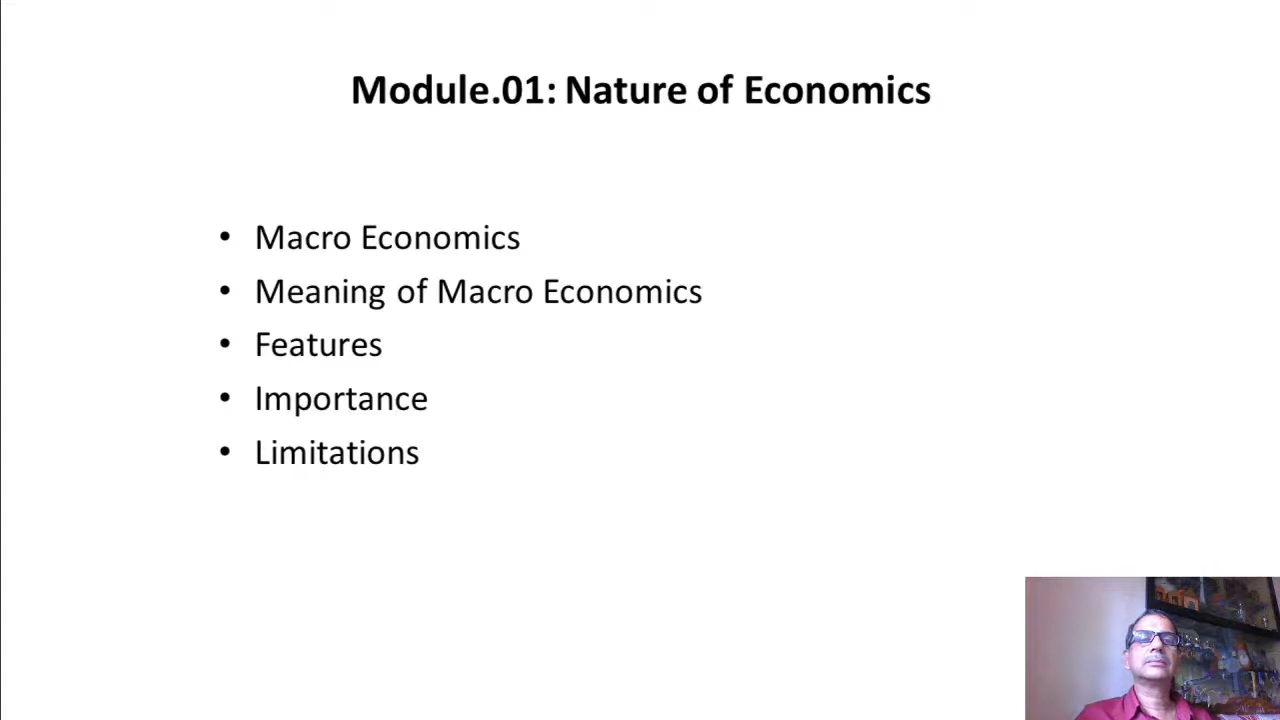 Module.01: Nature of Economics
• Macro Economics
• Meaning of Macro Economics
• Features
• Importance
• Limitations